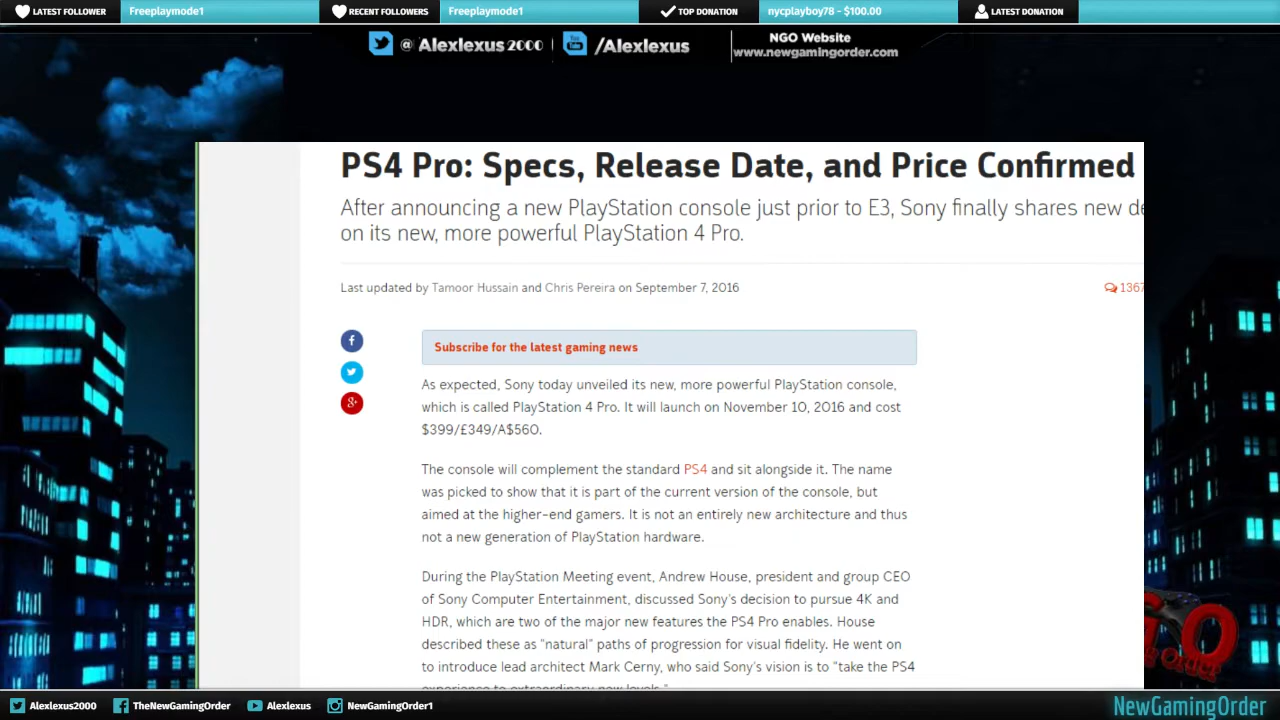 LATEST FOLLOWER Freeplaymode1 RECENT FOLLOWERS Freeplaymode1 TOP DONATION nycplayboy78 - $100.00 LATEST DONATION
@ Alexlexus2000 /Alexlexus NGO Website
www.newgamingorder.com
PS4 Pro: Specs, Release Date, and Price Confirmed
After announcing a new PlayStation console just prior to E3, Sony finally shares new de
on its new, more powerful PlayStation 4 Pro.
Last updated by Tamoor Hussain and Chris Pereira on September 7, 2016 1367
Subscribe for the latest gaming news
As expected, Sony today unveiled its new, more powerful PlayStation console,
which is called PlayStation 4 Pro. It will launch on November 10, 2016 and cost
$399/£349/A$560.
The console will complement the standard PS4 and sit alongside it. The name
was picked to show that it is part of the current version of the console, but
aimed at the higher-end gamers. It is not an entirely new architecture and thus
not a new generation of PlayStation hardware.
During the PlayStation Meeting event, Andrew House, president and group CEO
of Sony Computer Entertainment, discussed Sony's decision to pursue 4K and
HDR, which are two of the major new features the PS4 Pro enables. House
described these as "natural" paths of progression for visual fidelity. He went on
to introduce lead architect Mark Cerny, who said Sony's vision is to "take the PS4
experience to extraordinary new levels."
Alexlexus2000 TheNewGamingOrder Alexlexus NewGamingOrder1 NewGamingOrder